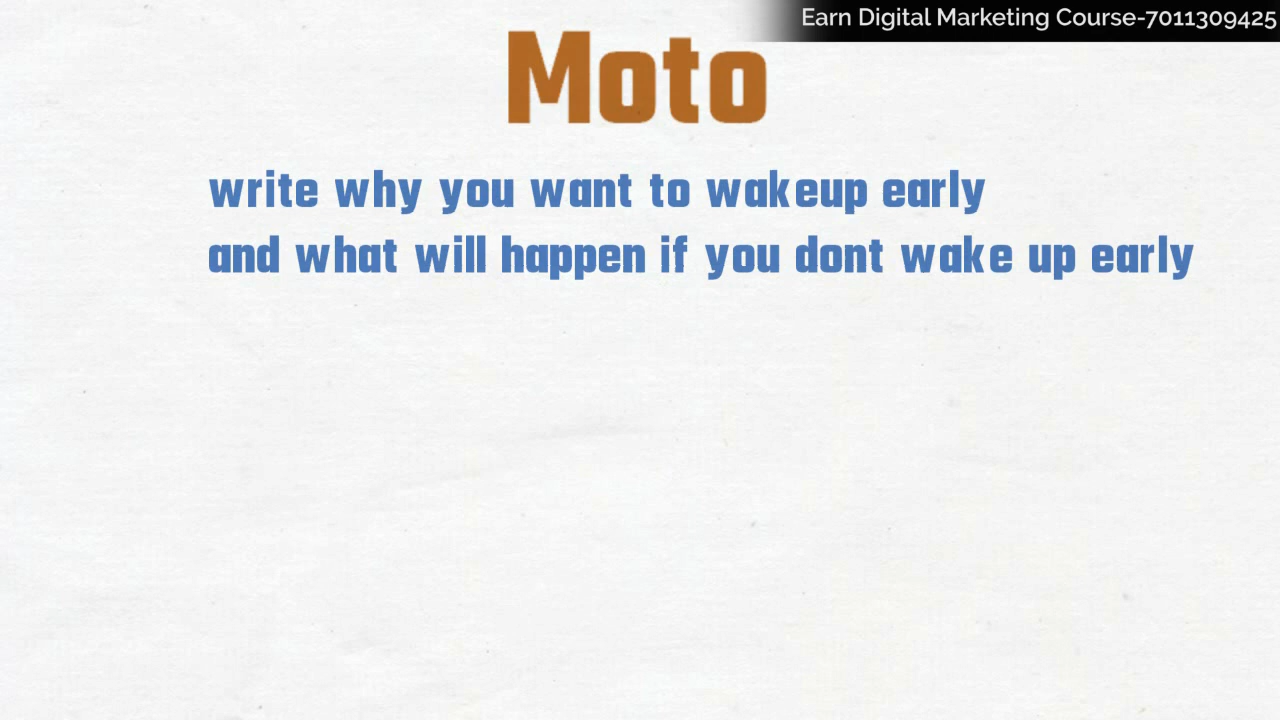 Earn Digital Marketing Course-7011309425
Moto
write why you want to wakeup early
and what will happen if you dont wake up early